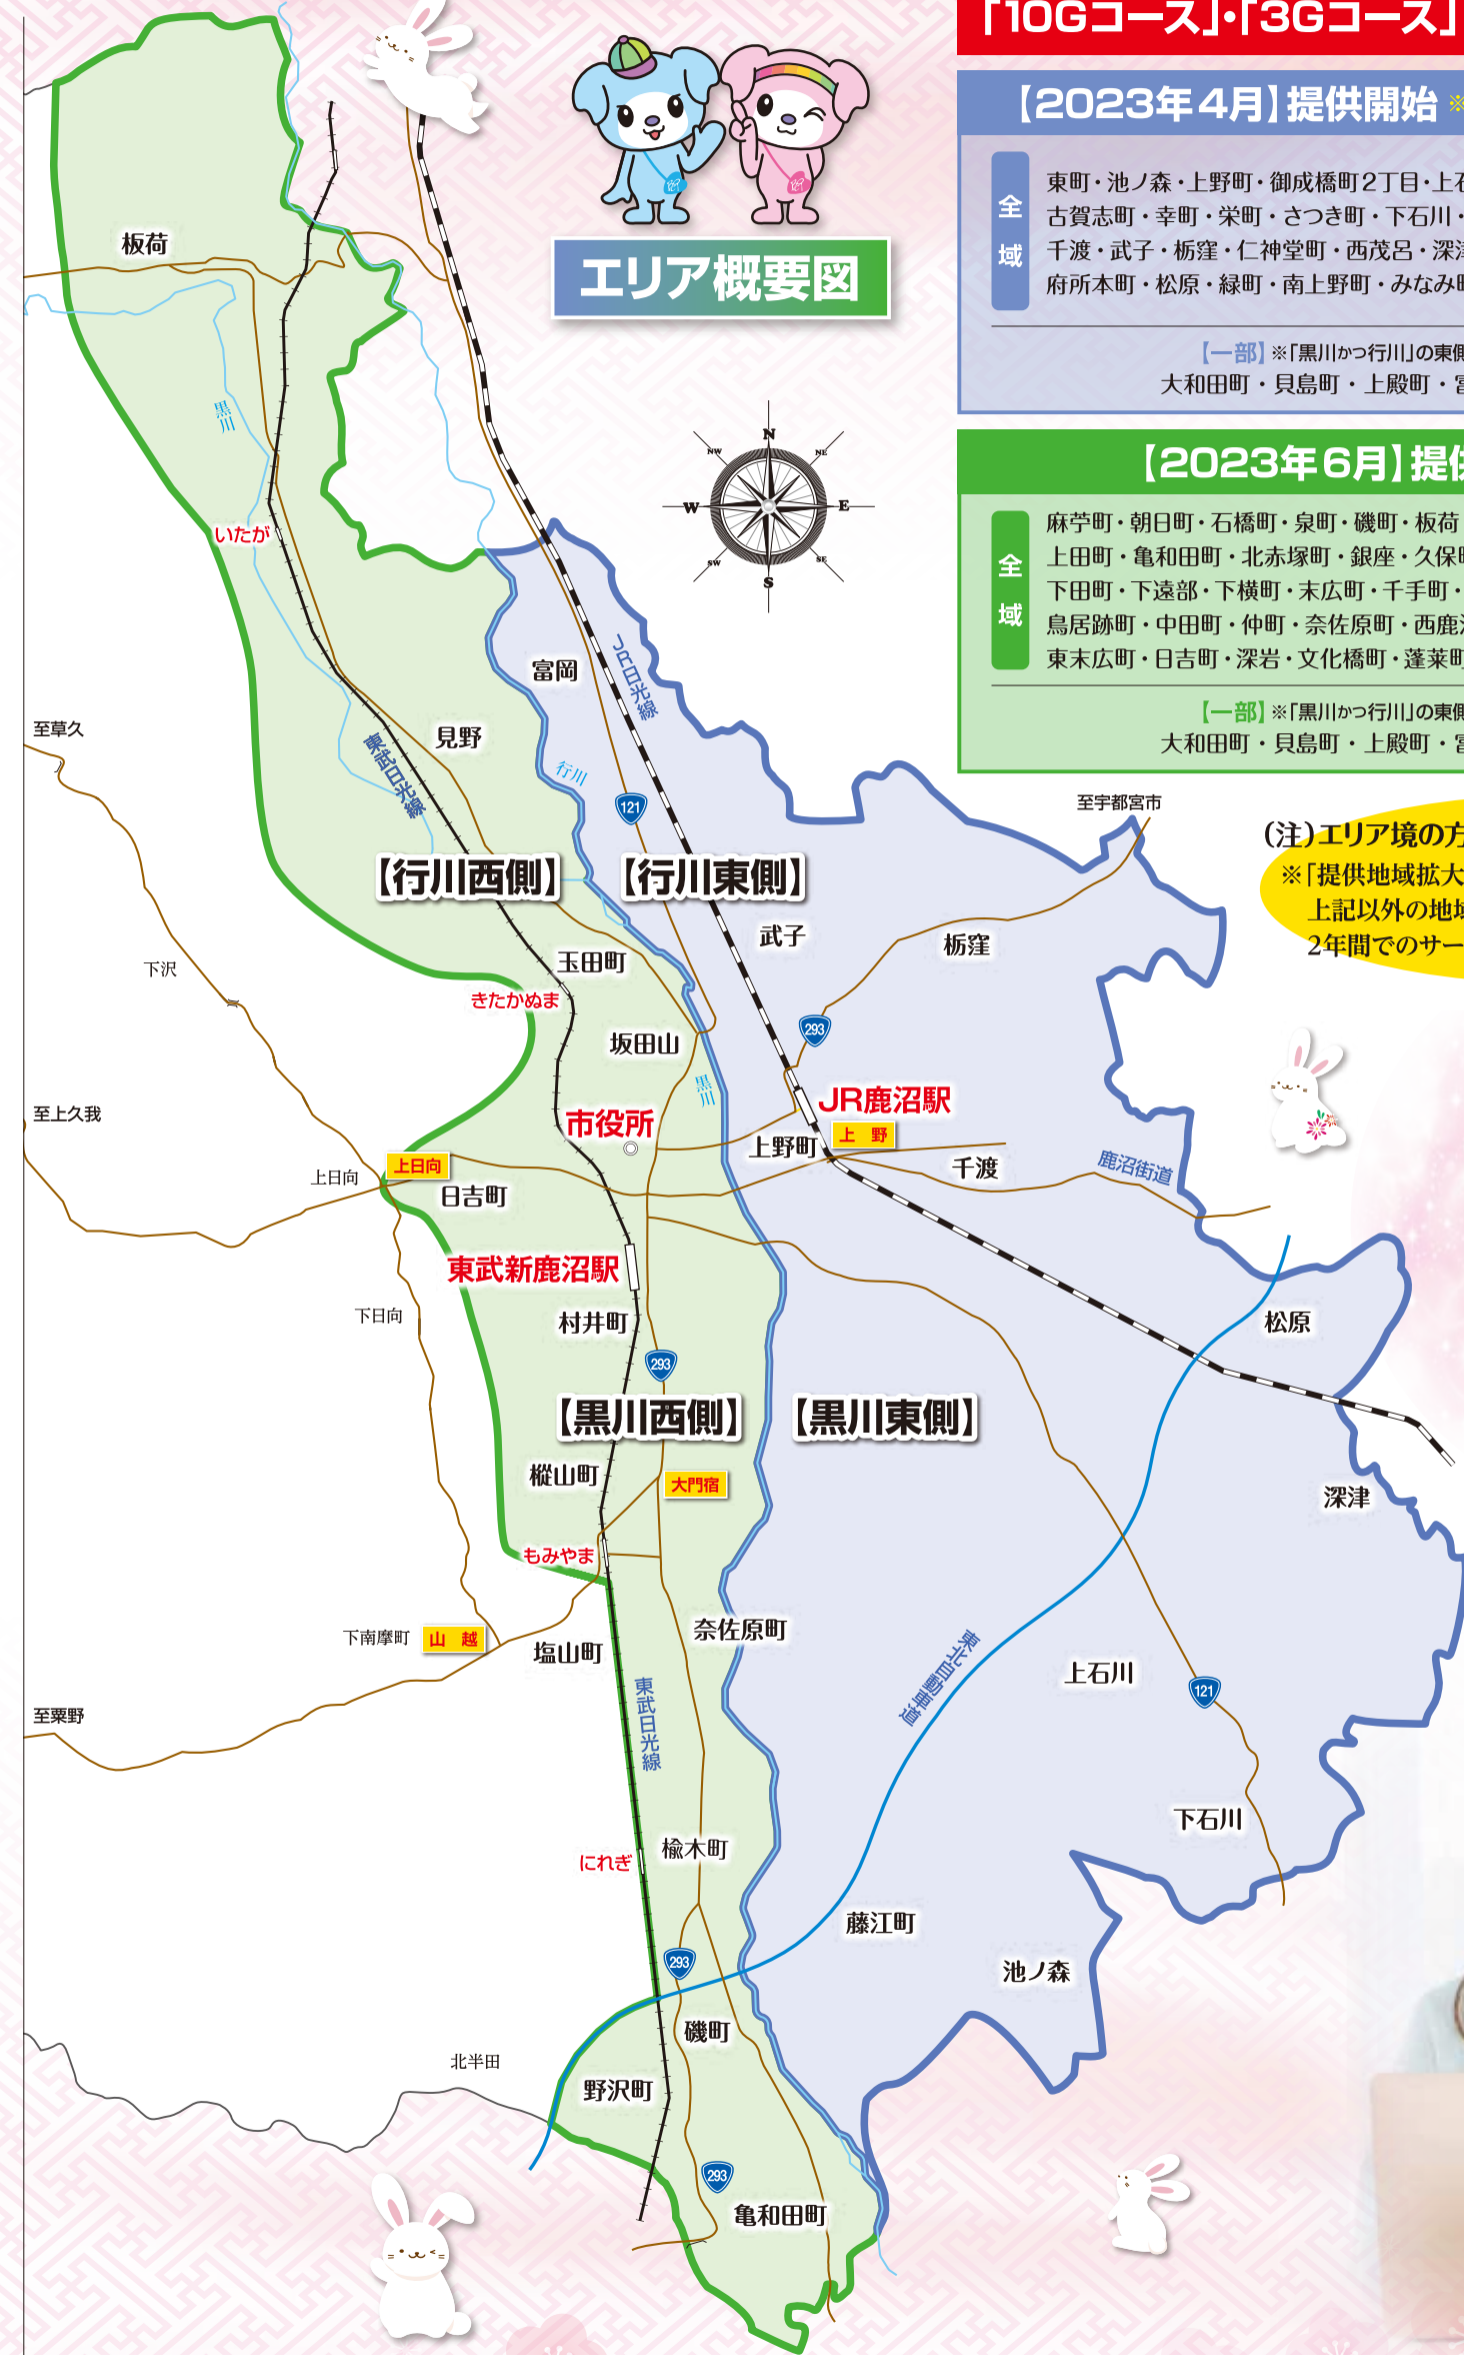 「10Gコース」・「3Gコース」
【2023年4月】提供開始 ※
全域
東町・池ノ森・上野町・御成橋町2丁目・上石
古賀志町・幸町・栄町・さつき町・下石川・
千渡・武子・栃窪・仁神堂町・西茂呂・深津
府所本町・松原・緑町・南上野町・みなみ町
【一部】※「黒川かつ行川」の東側
大和田町・貝島町・上殿町・富
【2023年6月】提供
全域
麻苧町・朝日町・石橋町・泉町・磯町・板荷
上田町・亀和田町・北赤塚町・銀座・久保町
下田町・下遠部・下横町・末広町・千手町・
鳥居跡町・中田町・仲町・奈佐原町・西鹿沼
東末広町・日吉町・深岩・文化橋町・蓬莱町
【一部】※「黒川かつ行川」の東側
大和田町・貝島町・上殿町・富
(注)エリア境の方
※「提供地域拡大
上記以外の地域
2年間でのサー
エリア概要図
N
NE
E
SE
S
SW
W
NW
板荷
黒川
いたが
富岡
JR日光線
至草久
見野
東武日光線
行川
121
至宇都宮市
【行川西側】
【行川東側】
武子
栃窪
下沢
玉田町
きたかぬま
坂田山
293
黒川
JR鹿沼駅
至上久我
市役所
上野
上野町
千渡
鹿沼街道
上日向
上日向
日吉町
東武新鹿沼駅
下日向
村井町
松原
293
【黒川西側】
【黒川東側】
樅山町
大門宿
深津
もみやま
奈佐原町
下南摩町
山越
塩山町
東北自動車道
上石川
121
至粟野
東武日光線
下石川
にれぎ
楡木町
藤江町
293
池ノ森
磯町
北半田
野沢町
293
亀和田町